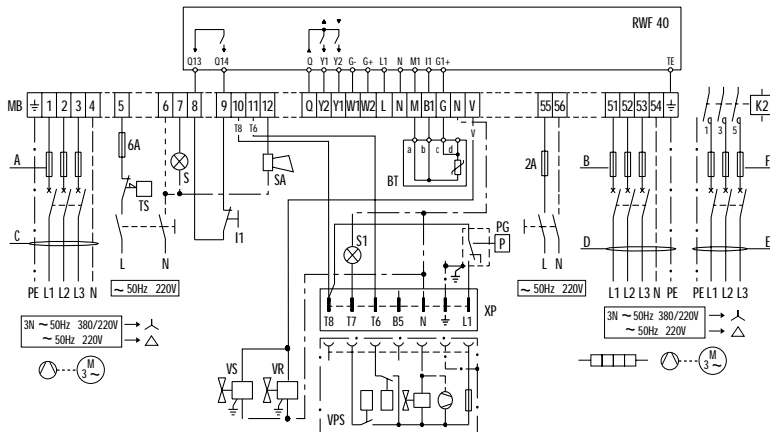 RWF 40
Q13 Q14 Q Y1 Y2 G- G+ L1 N M1 I1 G1+ TE
MB 1 2 3 4 5 6 7 8 9 10 11 12 Q Y2 Y1 W1 W2 L N M B1 G N V 55 56 51 52 53 54 K2
T8 T6 V
1 3 5
6A
2A
a b c d
A S SA BT B F
TS
I1
S1
PG
P
C D E
L N
L N
~ 50Hz 220V
~ 50Hz 220V
PE L1 L2 L3 N
L1 L2 L3 N PE
PE L1 L2 L3
XP
T8 T7 T6 B5 N L1
3N ~ 50Hz 380/220V
~ 50Hz 220V
3N ~ 50Hz 380/220V
~ 50Hz 220V
M
3 ~
M
3 ~
VS VR
VPS